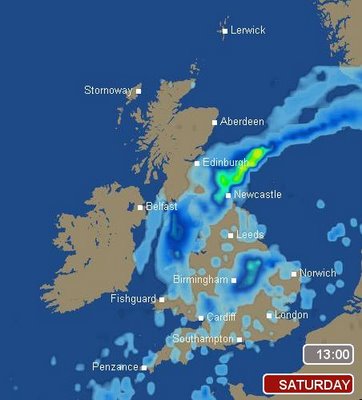 Lerwick
Stornoway
Aberdeen
Edinburgh
Newcastle
Belfast
Leeds
Norwich
Birmingham
Fishguard
Cardiff
London
Southampton
Penzance
13:00
SATURDAY